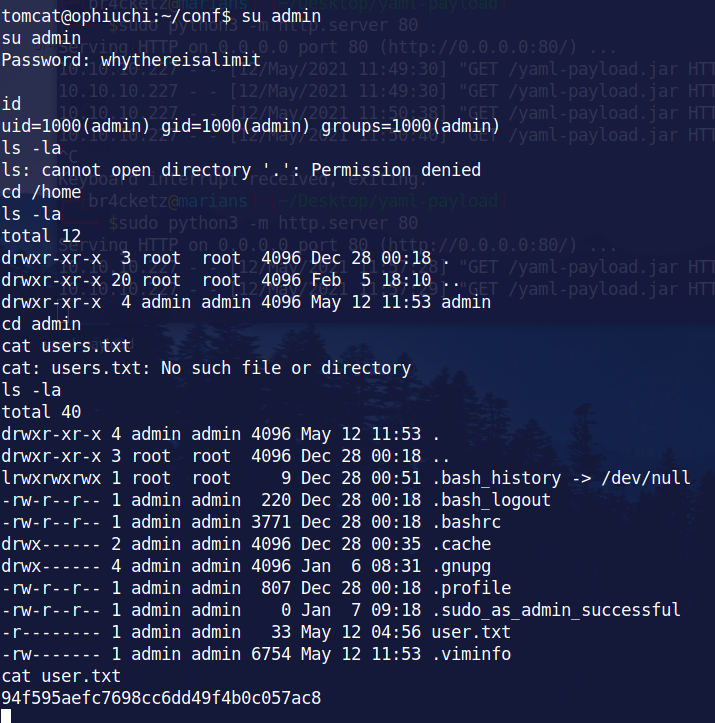 tomcat@ophiuchi:~/conf$ su admin
su admin
Password: whythereisalimit

id
uid=1000(admin) gid=1000(admin) groups=1000(admin)
ls -la
ls: cannot open directory '.': Permission denied
cd /home
ls -la
total 12
drwxr-xr-x  3 root  root  4096 Dec 28 00:18 .
drwxr-xr-x 20 root  root  4096 Feb  5 18:10 ..
drwxr-xr-x  4 admin admin 4096 May 12 11:53 admin
cd admin
cat users.txt
cat: users.txt: No such file or directory
ls -la
total 40
drwxr-xr-x 4 admin admin 4096 May 12 11:53 .
drwxr-xr-x 3 root  root  4096 Dec 28 00:18 ..
lrwxrwxrwx 1 root  root     9 Dec 28 00:51 .bash_history -> /dev/null
-rw-r--r-- 1 admin admin  220 Dec 28 00:18 .bash_logout
-rw-r--r-- 1 admin admin 3771 Dec 28 00:18 .bashrc
drwx------ 2 admin admin 4096 Dec 28 00:35 .cache
drwx------ 4 admin admin 4096 Jan  6 08:31 .gnupg
-rw-r--r-- 1 admin admin  807 Dec 28 00:18 .profile
-rw-r--r-- 1 admin admin    0 Jan  7 09:18 .sudo_as_admin_successful
-r-------- 1 admin admin   33 May 12 04:56 user.txt
-rw------- 1 admin admin 6754 May 12 11:53 .viminfo
cat user.txt
94f595aefc7698cc6dd49f4b0c057ac8